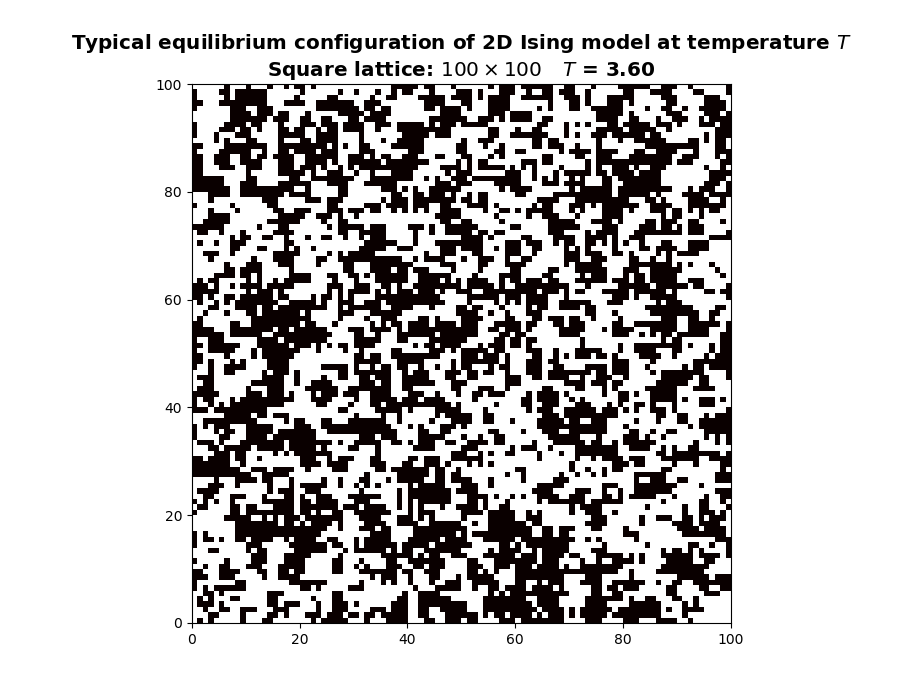 Typical equilibrium configuration of 2D Ising model at temperature T
Square lattice: 100 × 100 T = 3.60
100
80
60
40
20
0
0 20 40 60 80 100